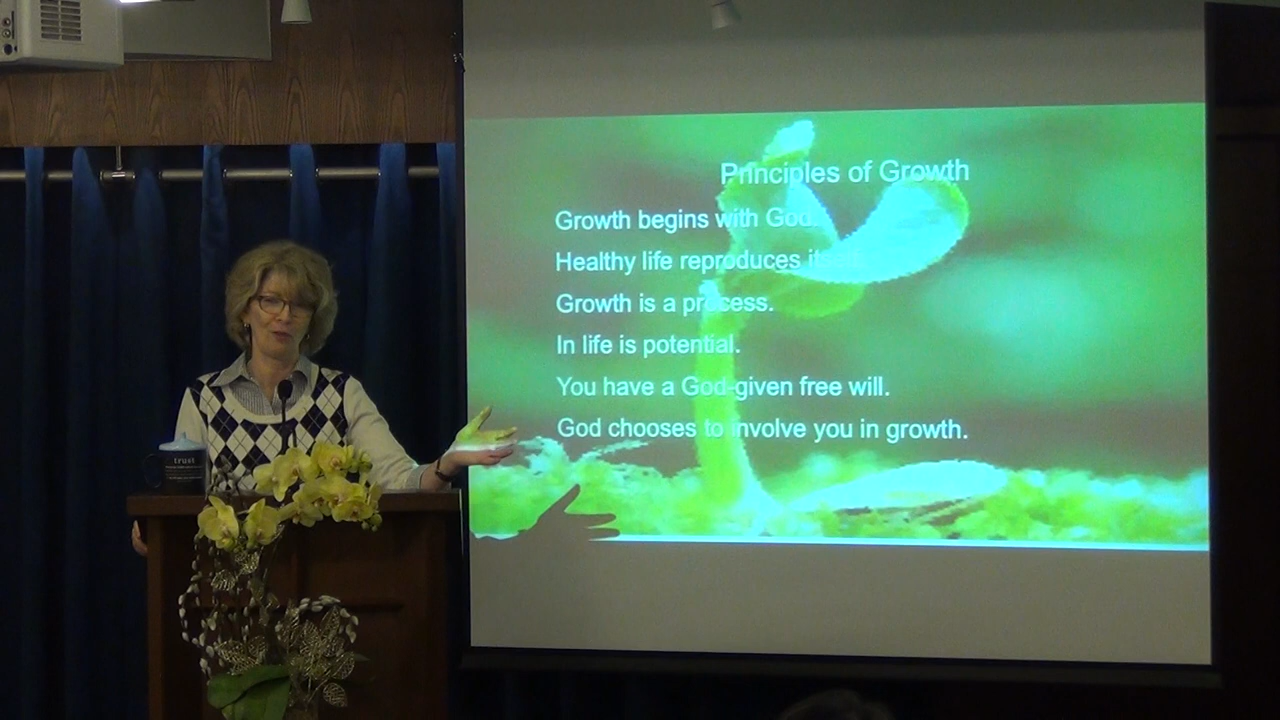 Principles of Growth
Growth begins with God.
Healthy life reproduces itself.
Growth is a process.
In life is potential.
You have a God-given free will.
God chooses to involve you in growth.
trust